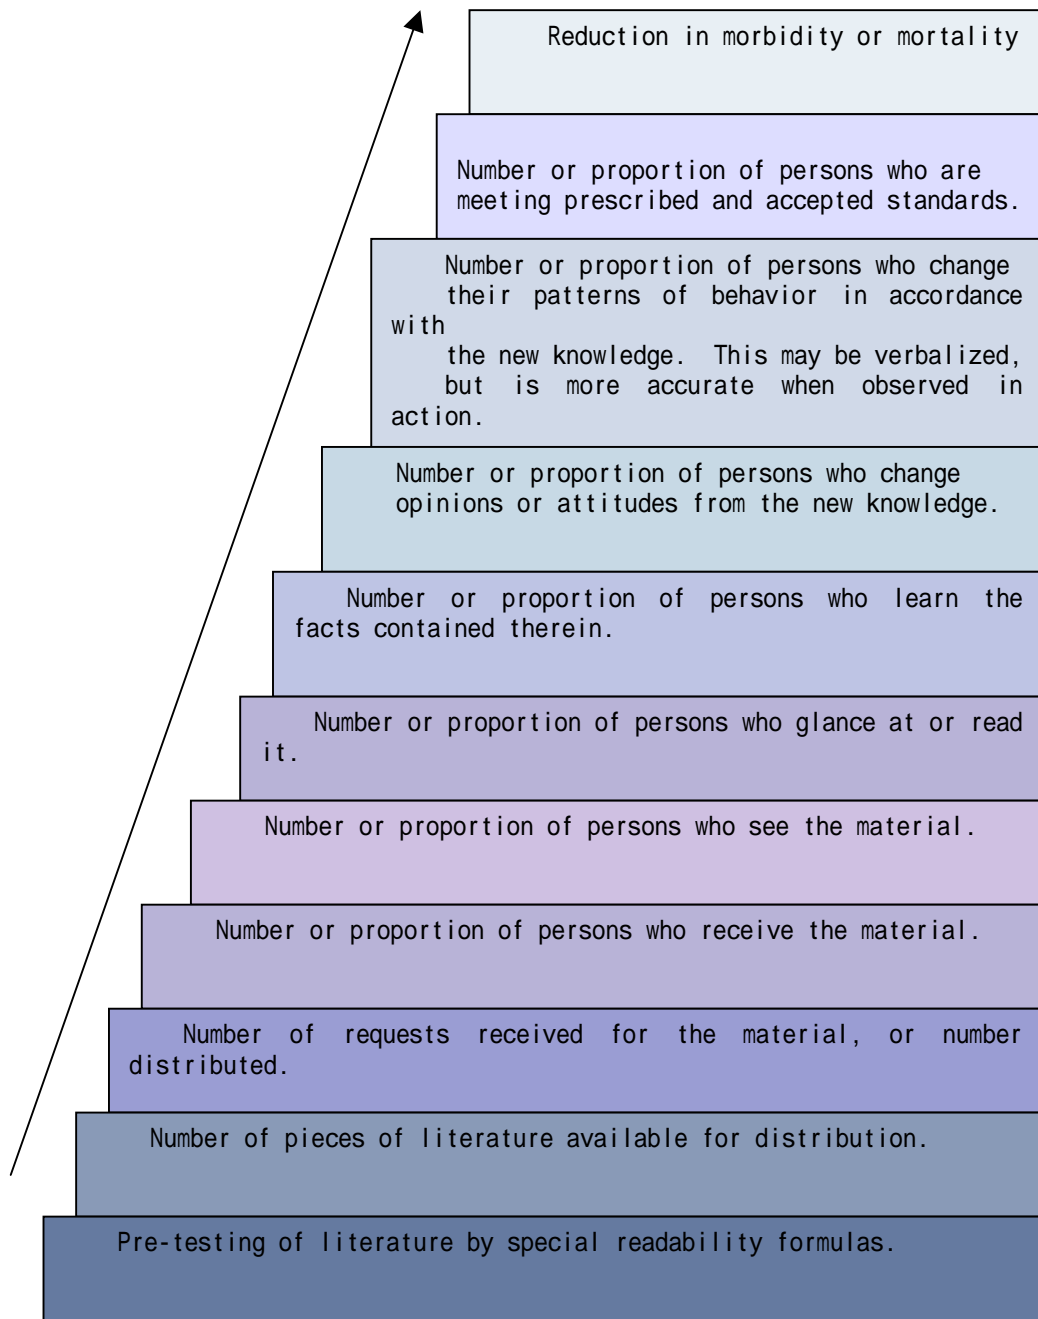 Reduction in morbidity or mortality
Number or proportion of persons who are
meeting prescribed and accepted standards.
Number or proportion of persons who change
their patterns of behavior in accordance
with
the new knowledge. This may be verbalized,
but is more accurate when observed in
action.
Number or proportion of persons who change
opinions or attitudes from the new knowledge.
Number or proportion of persons who learn the
facts contained therein.
Number or proportion of persons who glance at or read
it.
Number or proportion of persons who see the material.
Number or proportion of persons who receive the material.
Number of requests received for the material, or number
distributed.
Number of pieces of literature available for distribution.
Pre-testing of literature by special readability formulas.